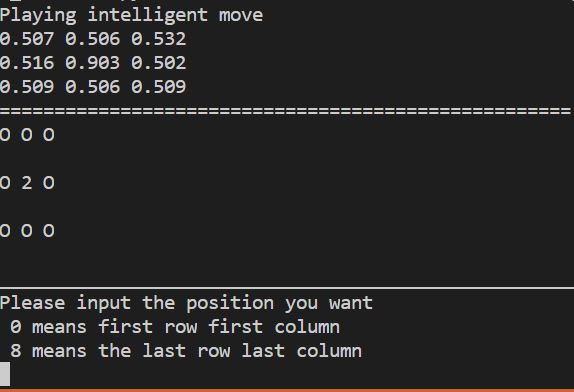 Playing intelligent move
0.507 0.506 0.532
0.516 0.903 0.502
0.509 0.506 0.509
====================================================
0 0 0
0 2 0
0 0 0
Please input the position you want
0 means first row first column
8 means the last row last column